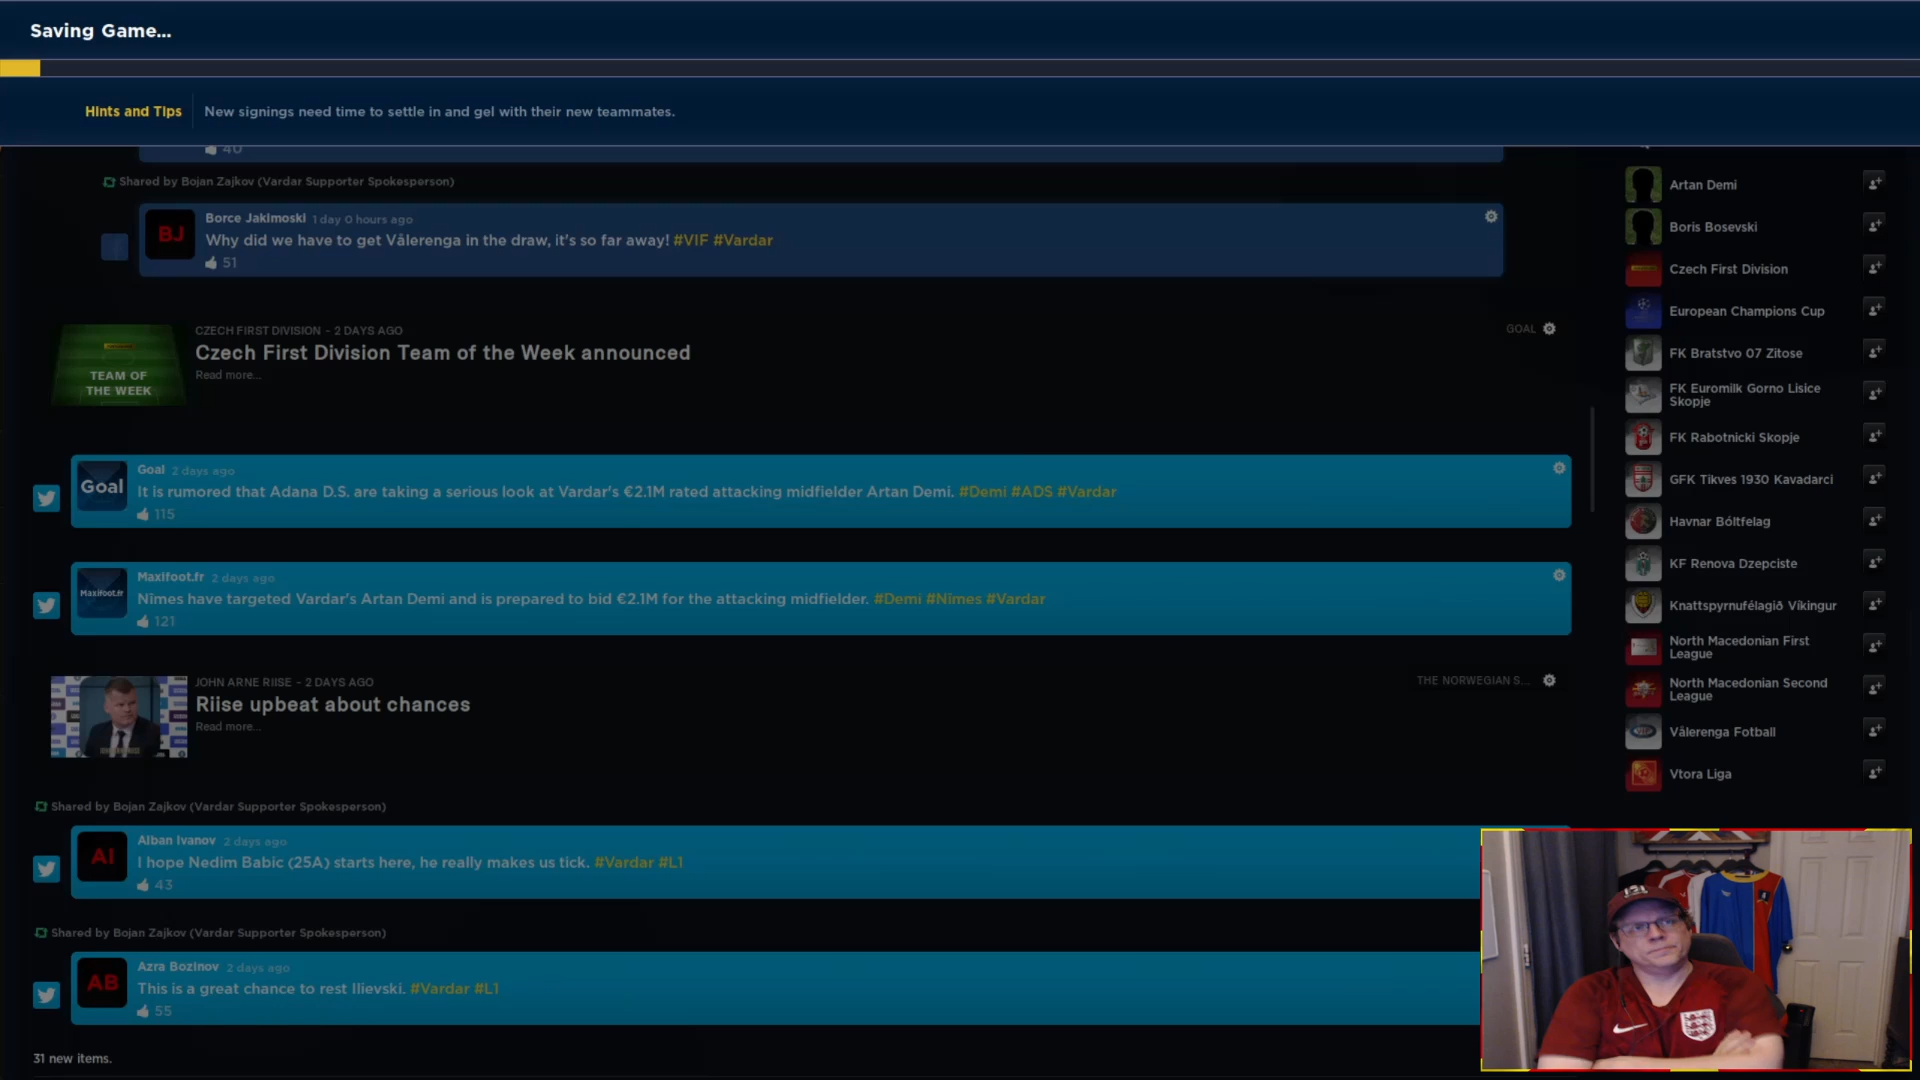 Saving Game...
Hints and Tips
New signings need time to settle in and gel with their new teammates.
40
Shared by Bojan Zajkov (Vardar Supporter Spokesperson)
BJ
Borce Jakimoski 1 day 0 hours ago
Why did we have to get Vålerenga in the draw, it's so far away! #VIF #Vardar
51
CZECH FIRST DIVISION - 2 DAYS AGO
GOAL
Czech First Division Team of the Week announced
Read more...
TEAM OF
THE WEEK
Goal
Goal 2 days ago
It is rumored that Adana D.S. are taking a serious look at Vardar's €2.1M rated attacking midfielder Artan Demi. #Demi #ADS #Vardar
115
Maxifoot.fr
Maxifoot.fr 2 days ago
Nîmes have targeted Vardar's Artan Demi and is prepared to bid €2.1M for the attacking midfielder. #Demi #Nîmes #Vardar
121
JOHN ARNE RIISE - 2 DAYS AGO
THE NORWEGIAN S...
Riise upbeat about chances
Read more...
Shared by Bojan Zajkov (Vardar Supporter Spokesperson)
AI
Alban Ivanov 2 days ago
I hope Nedim Babic (25A) starts here, he really makes us tick. #Vardar #L1
43
Shared by Bojan Zajkov (Vardar Supporter Spokesperson)
AB
Azra Bozinov 2 days ago
This is a great chance to rest Ilievski. #Vardar #L1
55
31 new items.
Artan Demi
Boris Bosevski
Czech First Division
European Champions Cup
FK Bratstvo 07 Zitose
FK Euromilk Gorno Lisice
Skopje
FK Rabotnicki Skopje
GFK Tikves 1930 Kavadarci
Havnar Bóltfelag
KF Renova Dzepciste
Knattspyrnufélagið Víkingur
North Macedonian First
League
North Macedonian Second
League
Vålerenga Fotball
Vtora Liga